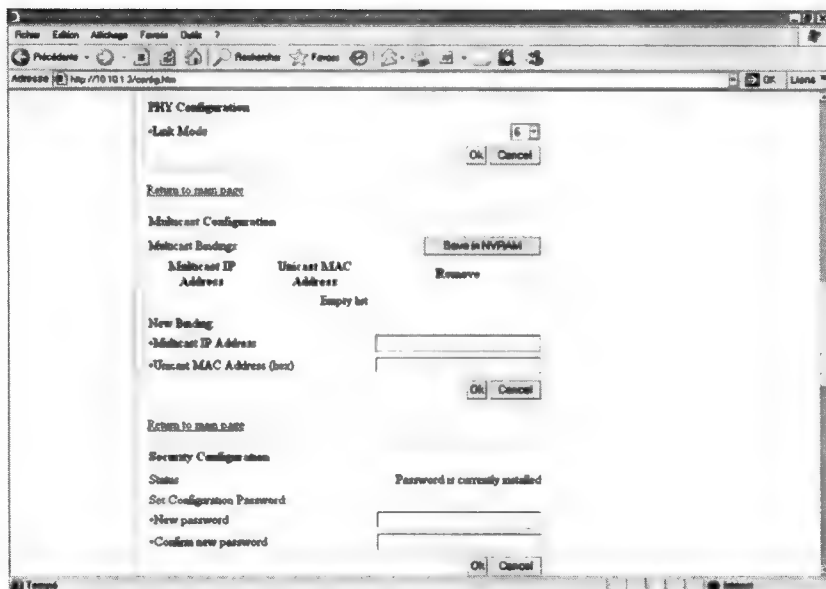 Fichier Edition Affichage Favoris Outils ?
Précédente Rechercher Favoris
Adresse http://10.10.1.3/config.htm OK Liens
PHY Configuration
•Link Mode 6
Ok Cancel
Return to main page
Multicast Configuration
Multicast Bindings Save in NVRAM
Multicast IP Address Unicast MAC Address Remove
Empty list
New Binding
•Multicast IP Address
•Unicast MAC Address (hex)
Ok Cancel
Return to main page
Security Configuration
Status Password is currently installed
Set Configuration Password
•New password
•Confirm new password
Ok Cancel
Terminé Internet